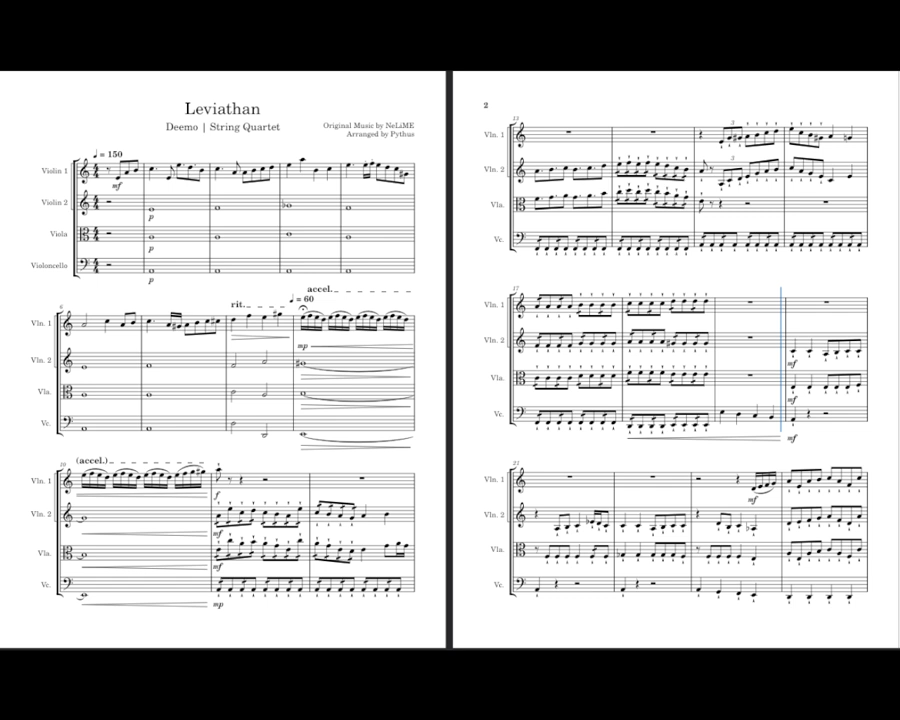 Leviathan
Deemo | String Quartet
Original Music by NeLiME
Arranged by Pythus
♩ = 150
Violin 1
mf
Violin 2
p
Viola
p
Violoncello
p
6
rit.
♩ = 60
accel.
Vln. 1
mp
Vln. 2
Vla.
Vc.
10
(accel.)
Vln. 1
f
Vln. 2
mf
Vla.
mf
Vc.
mp
2
13
Vln. 1
3
Vln. 2
3
Vla.
Vc.
17
Vln. 1
Vln. 2
mf
Vla.
mf
Vc.
mf
21
Vln. 1
mf
Vln. 2
Vla.
Vc.